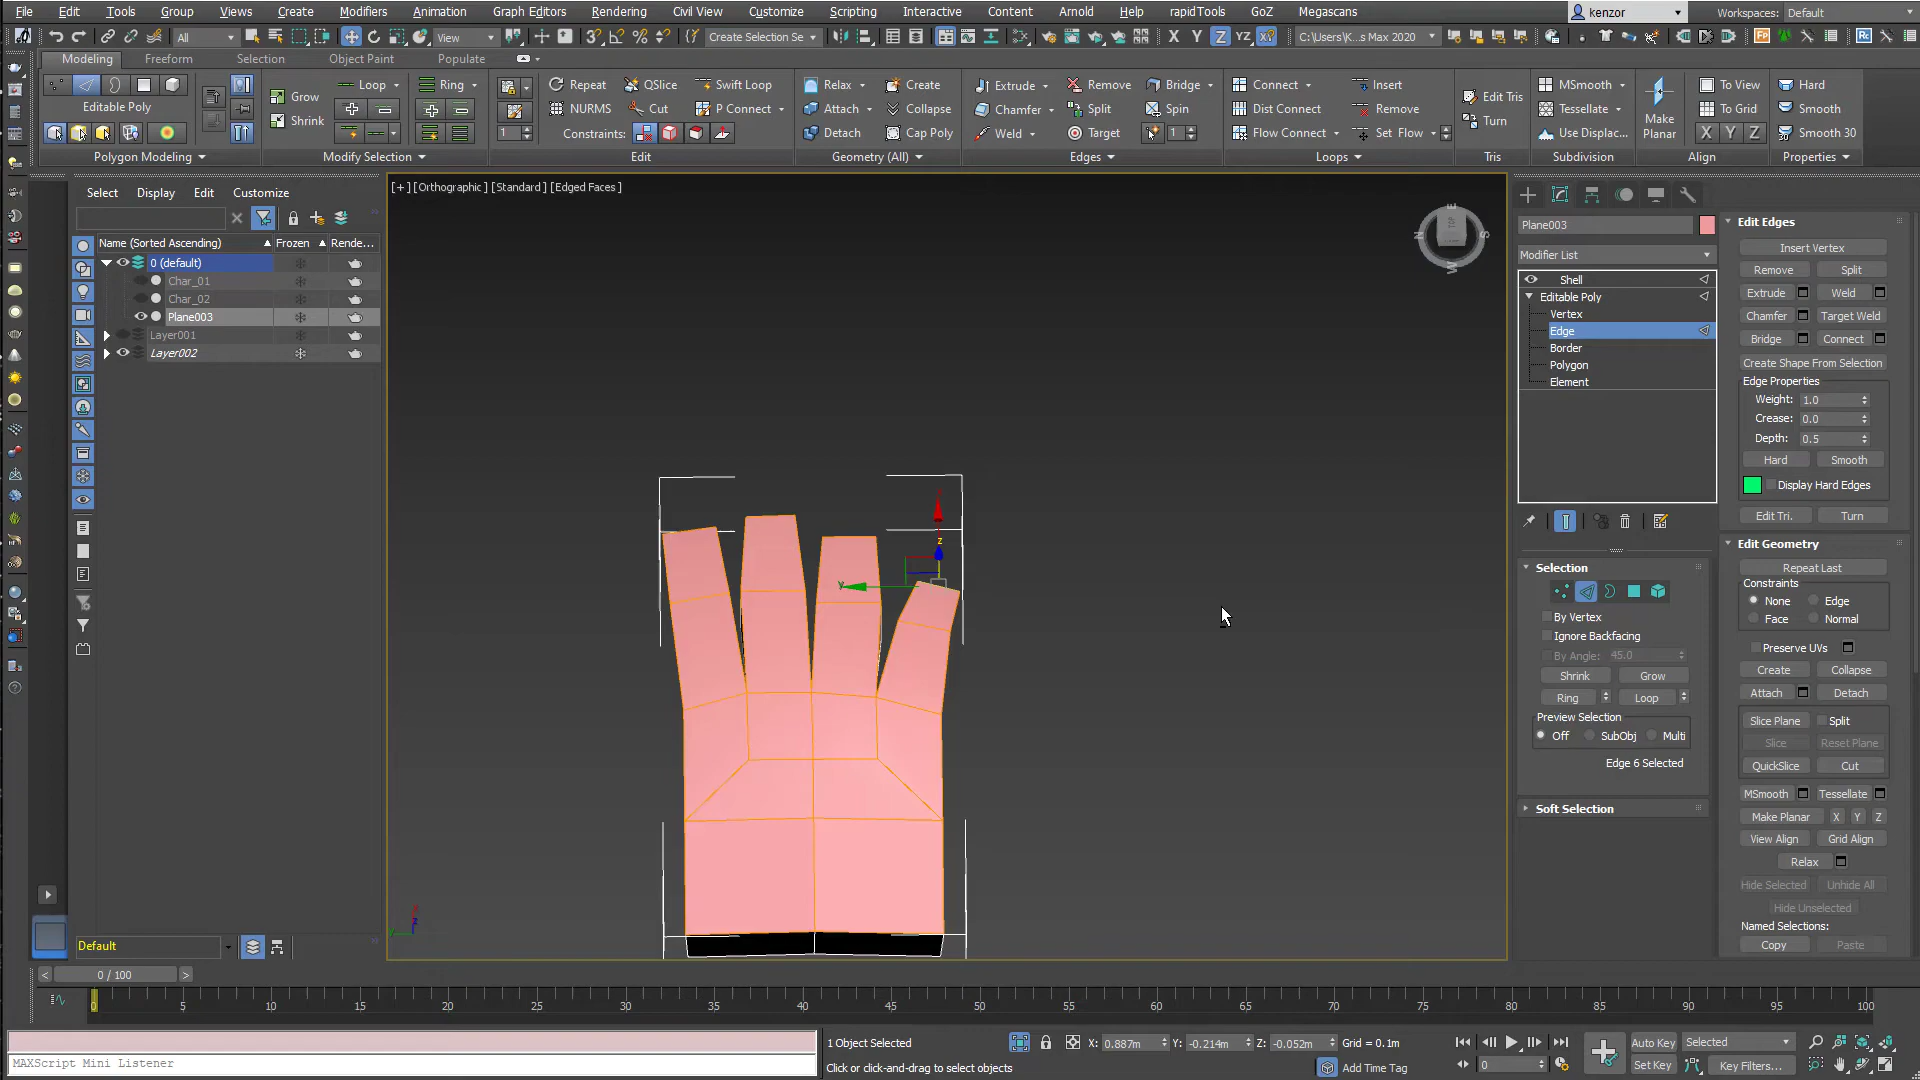 File Edit Tools Group Views Create Modifiers Animation Graph Editors Rendering Civil View Customize Scripting Interactive Content Arnold Help rapidTools GoZ Megascans kenzor Workspaces: Default
All View Create Selection Se X Y Z YZ C:\Users\K...s Max 2020
Modeling Freeform Selection Object Paint Populate
Loop Ring Repeat QSlice Swift Loop Relax Create Extrude Remove Bridge Connect Insert MSmooth To View Hard
Editable Poly Grow NURMS Cut P Connect Attach Collapse Chamfer Split Spin Dist Connect Remove Edit Tris Tessellate To Grid Smooth
Shrink 1 Constraints: Detach Cap Poly Weld Target 1 Flow Connect Set Flow Turn Use Displac... Make Planar X Y Z Smooth 30
Polygon Modeling Modify Selection Edit Geometry (All) Edges Loops Tris Subdivision Align Properties
Select Display Edit Customize
Name (Sorted Ascending) Frozen Rende...
0 (default)
Char_01
Char_02
Plane003
Layer001
Layer002
Default
[+] [Orthographic] [Standard] [Edged Faces]
TOP
E
N S
W
z
y
Plane003
Modifier List
Shell
Editable Poly
Vertex
Edge
Border
Polygon
Element
Selection
By Vertex
Ignore Backfacing
By Angle: 45.0
Shrink Grow
Ring Loop
Preview Selection
Off SubObj Multi
Edge 6 Selected
Soft Selection
Edit Edges
Insert Vertex
Remove Split
Extrude Weld
Chamfer Target Weld
Bridge Connect
Create Shape From Selection
Edge Properties
Weight: 1.0
Crease: 0.0
Depth: 0.5
Hard Smooth
Display Hard Edges
Edit Tri. Turn
Edit Geometry
Repeat Last
Constraints
None Edge
Face Normal
Preserve UVs
Create Collapse
Attach Detach
Slice Plane Split
Slice Reset Plane
QuickSlice Cut
MSmooth Tessellate
Make Planar X Y Z
View Align Grid Align
Relax
Hide Selected Unhide All
Hide Unselected
Named Selections:
Copy Paste
< 0 / 100 >
0 5 10 15 20 25 30 35 40 45 50 55 60 65 70 75 80 85 90 95 100
MAXScript Mini Listener
1 Object Selected X: 0.887m Y: -0.214m Z: -0.052m Grid = 0.1m
Click or click-and-drag to select objects Add Time Tag
0
Auto Key Selected
Set Key Key Filters...